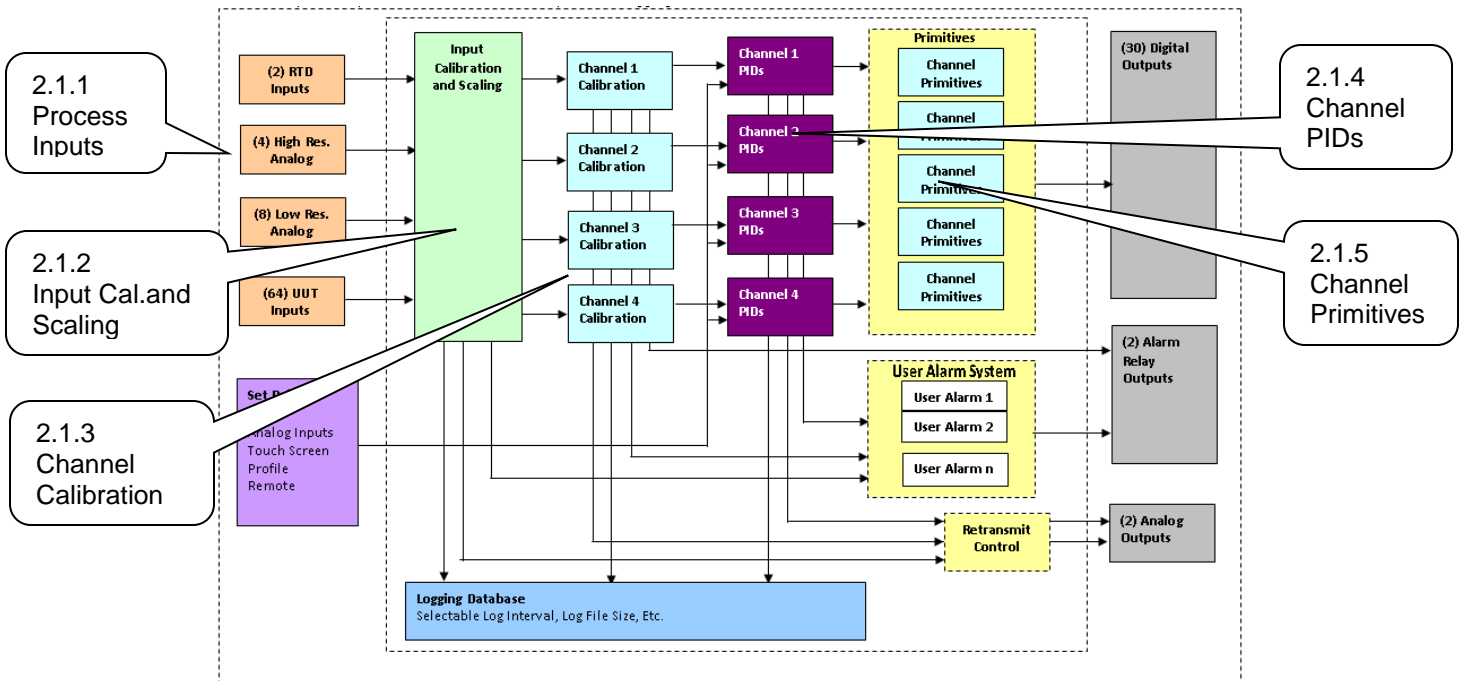 2.1.1
Process
Inputs
2.1.2
Input Cal.and
Scaling
2.1.3
Channel
Calibration
(2) RTD
Inputs
(4) High Res.
Analog
(8) Low Res.
Analog
(64) UUT
Inputs
Set
Analog Inputs
Touch Screen
Profile
Remote
Input
Calibration
and Scaling
Channel 1
Calibration
Channel 2
Calibration
Channel 3
Calibration
Channel 4
Calibration
Channel 1
PIDs
Channel 2
PIDs
Channel 3
PIDs
Channel 4
PIDs
Primitives
Channel
Primitives
Channel
Primitives
Channel
Primitives
Channel
Primitives
Channel
Primitives
User Alarm System
User Alarm 1
User Alarm 2
User Alarm n
Retransmit
Control
(30) Digital
Outputs
(2) Alarm
Relay
Outputs
(2) Analog
Outputs
Logging Database
Selectable Log Interval, Log File Size, Etc.
2.1.4
Channel
PIDs
2.1.5
Channel
Primitives